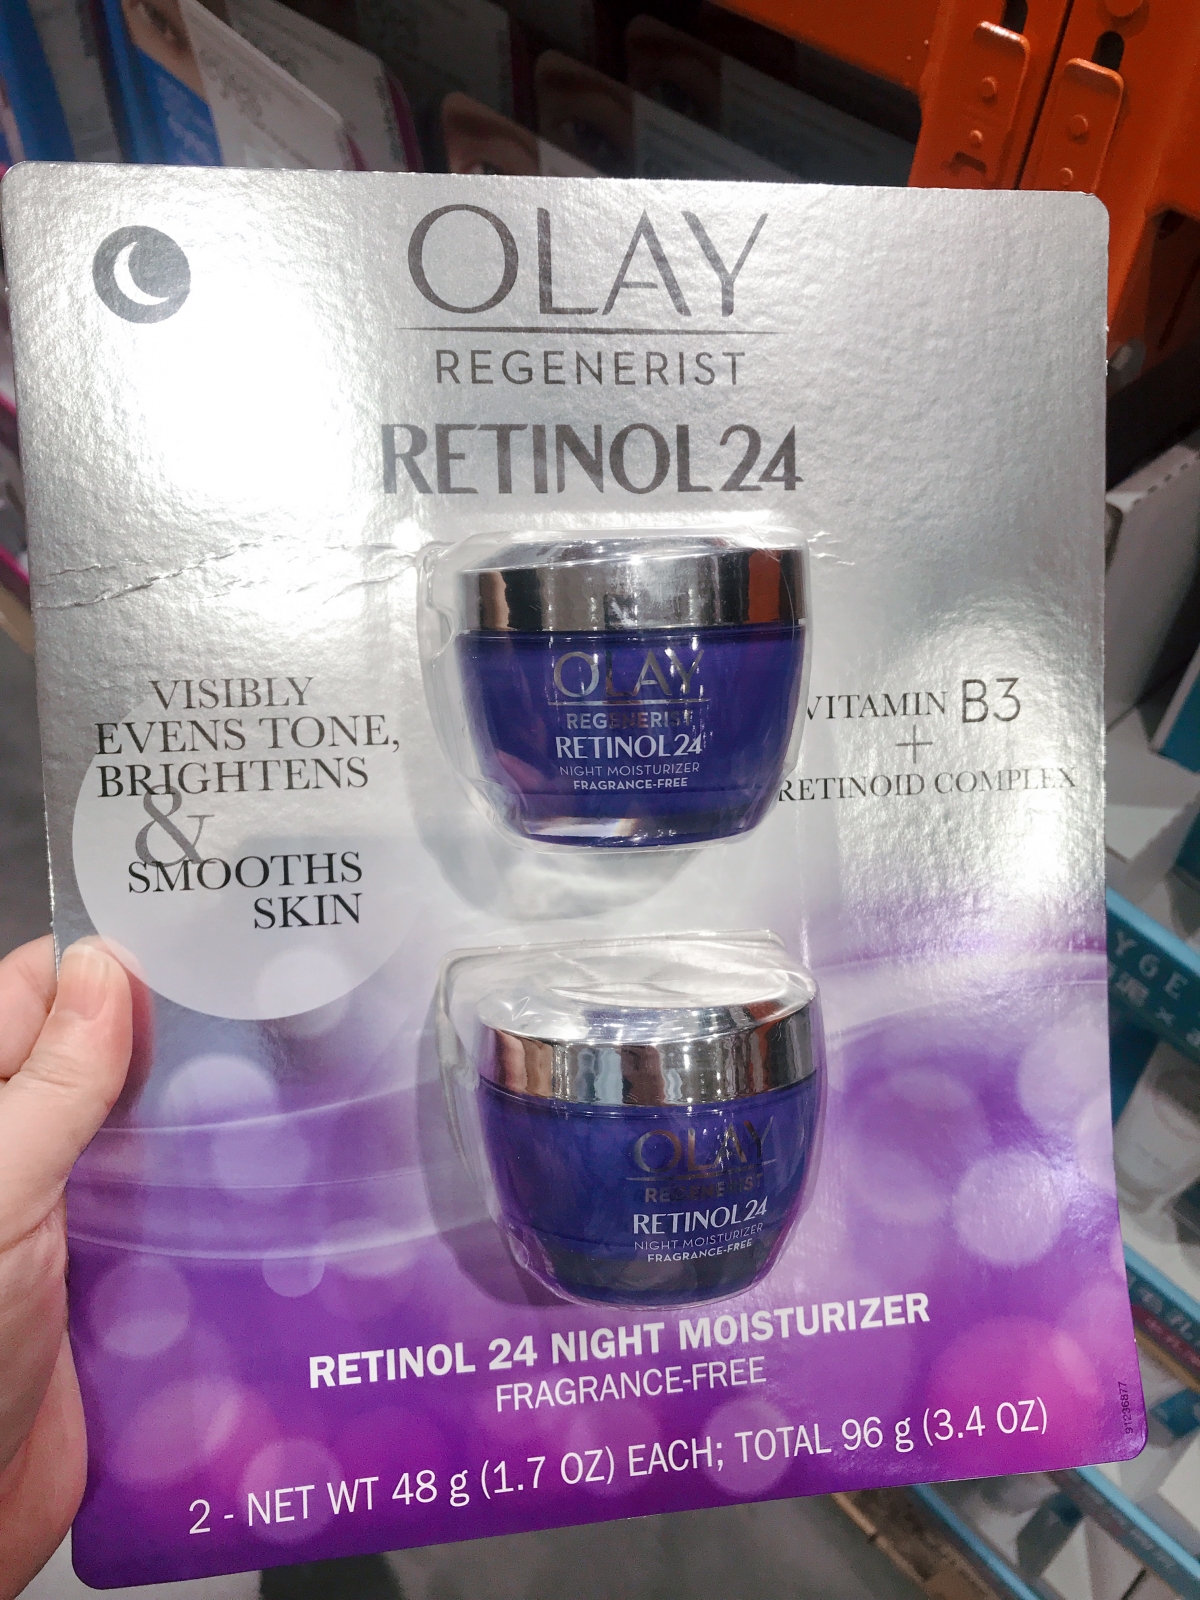 OLAY
REGENERIST
RETINOL24
VISIBLY
EVENS TONE,
BRIGHTENS
&
SMOOTHS
SKIN
OLAY
REGENERIST
RETINOL24
NIGHT MOISTURIZER
FRAGRANCE-FREE
VITAMIN B3
+
RETINOID COMPLEX
OLAY
REGENERIST
RETINOL24
NIGHT MOISTURIZER
FRAGRANCE-FREE
RETINOL 24 NIGHT MOISTURIZER
FRAGRANCE-FREE
2 - NET WT 48 g (1.7 OZ) EACH; TOTAL 96 g (3.4 OZ)
91236877